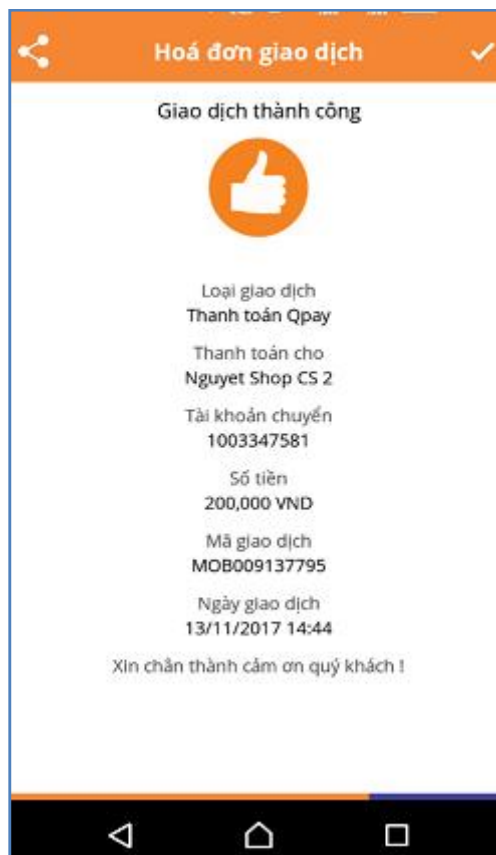 Hoá đơn giao dịch
Giao dịch thành công
Loại giao dịch
Thanh toán Qpay
Thanh toán cho
Nguyet Shop CS 2
Tài khoản chuyển
1003347581
Số tiền
200,000 VND
Mã giao dịch
MOB009137795
Ngày giao dịch
13/11/2017 14:44
Xin chân thành cảm ơn quý khách !